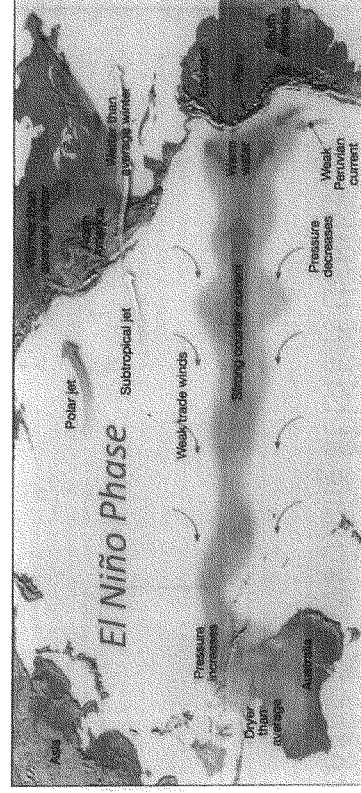 El Niño Phase
Asia
Polar jet
Subtropical jet
Warmer than
average winter
North
America
Wetter than
average winter
Pressure
increases
Weak trade winds
Strong counter current
Warm
water
Ecuador
Peru
South
America
Dryer
than
average
Australia
Pressure
decreases
Weak
Peruvian
current